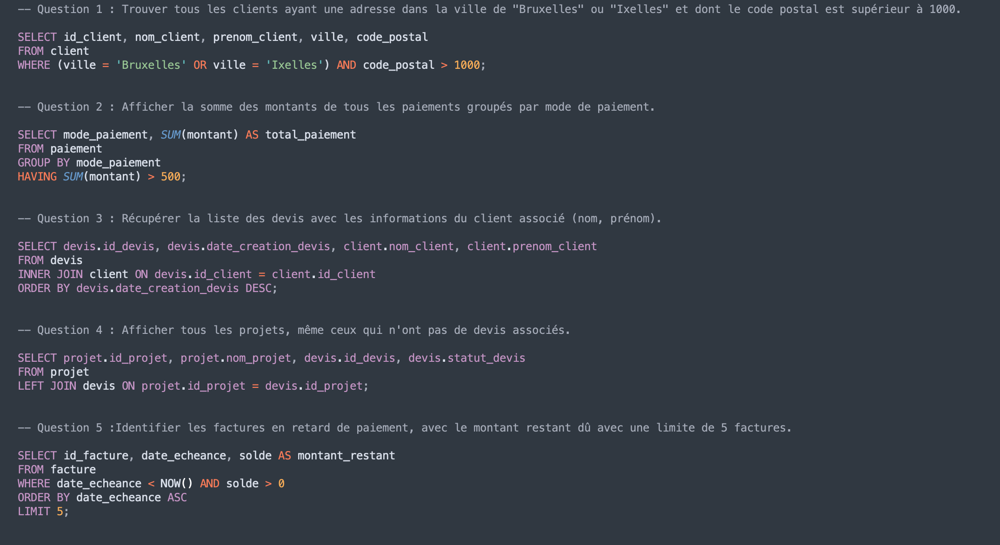 -- Question 1 : Trouver tous les clients ayant une adresse dans la ville de "Bruxelles" ou "Ixelles" et dont le code postal est supérieur à 1000.
SELECT id_client, nom_client, prenom_client, ville, code_postal
FROM client
WHERE (ville = 'Bruxelles' OR ville = 'Ixelles') AND code_postal > 1000;
-- Question 2 : Afficher la somme des montants de tous les paiements groupés par mode de paiement.
SELECT mode_paiement, SUM(montant) AS total_paiement
FROM paiement
GROUP BY mode_paiement
HAVING SUM(montant) > 500;
-- Question 3 : Récupérer la liste des devis avec les informations du client associé (nom, prénom).
SELECT devis.id_devis, devis.date_creation_devis, client.nom_client, client.prenom_client
FROM devis
INNER JOIN client ON devis.id_client = client.id_client
ORDER BY devis.date_creation_devis DESC;
-- Question 4 : Afficher tous les projets, même ceux qui n'ont pas de devis associés.
SELECT projet.id_projet, projet.nom_projet, devis.id_devis, devis.statut_devis
FROM projet
LEFT JOIN devis ON projet.id_projet = devis.id_projet;
-- Question 5 :Identifier les factures en retard de paiement, avec le montant restant dû avec une limite de 5 factures.
SELECT id_facture, date_echeance, solde AS montant_restant
FROM facture
WHERE date_echeance < NOW() AND solde > 0
ORDER BY date_echeance ASC
LIMIT 5;